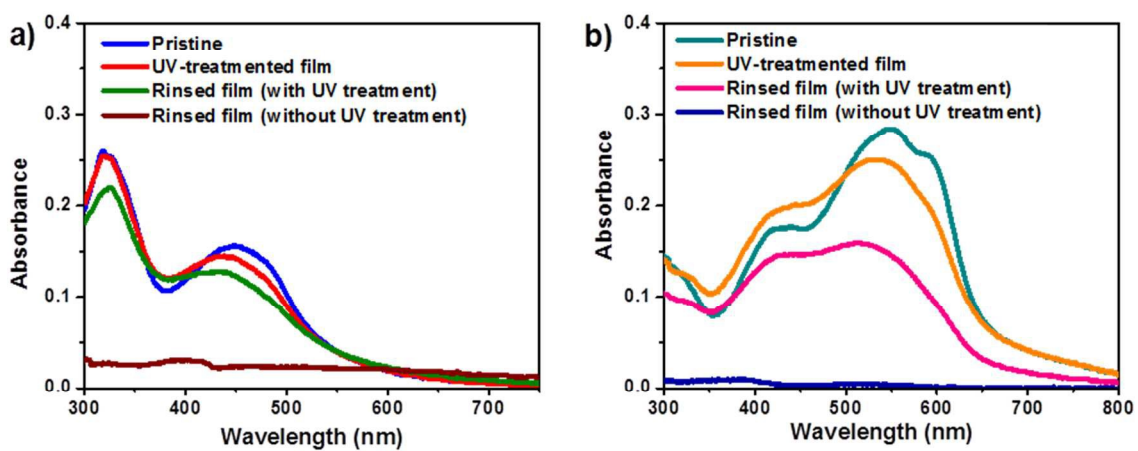 a)
Pristine
UV-treatmented film
Rinsed film (with UV treatment)
Rinsed film (without UV treatment)
Absorbance
0.4
0.3
0.2
0.1
0.0
300
400
500
600
700
Wavelength (nm)
b)
Pristine
UV-treatmented film
Rinsed film (with UV treatment)
Rinsed film (without UV treatment)
Absorbance
0.4
0.3
0.2
0.1
0.0
300
400
500
600
700
800
Wavelength (nm)